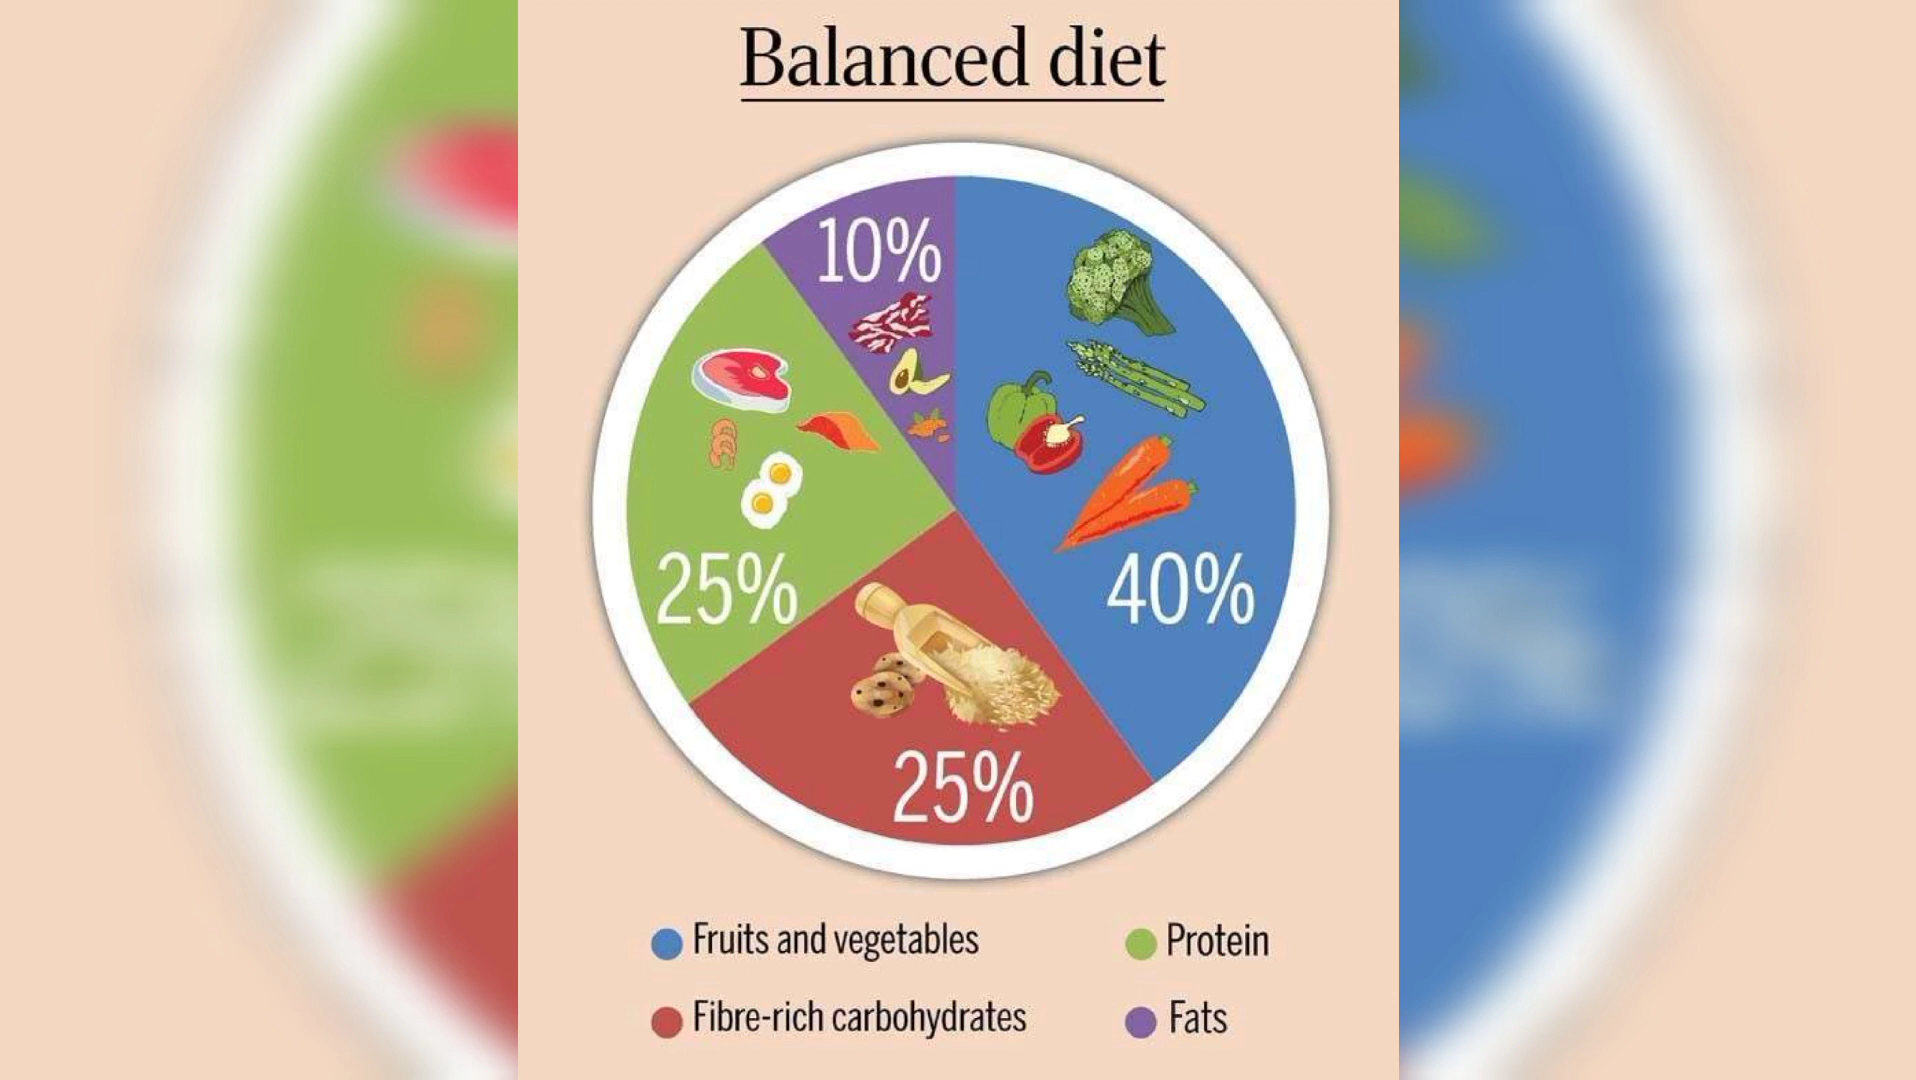 Balanced diet
10%
25%
40%
25%
Fruits and vegetables
Protein
Fibre-rich carbohydrates
Fats